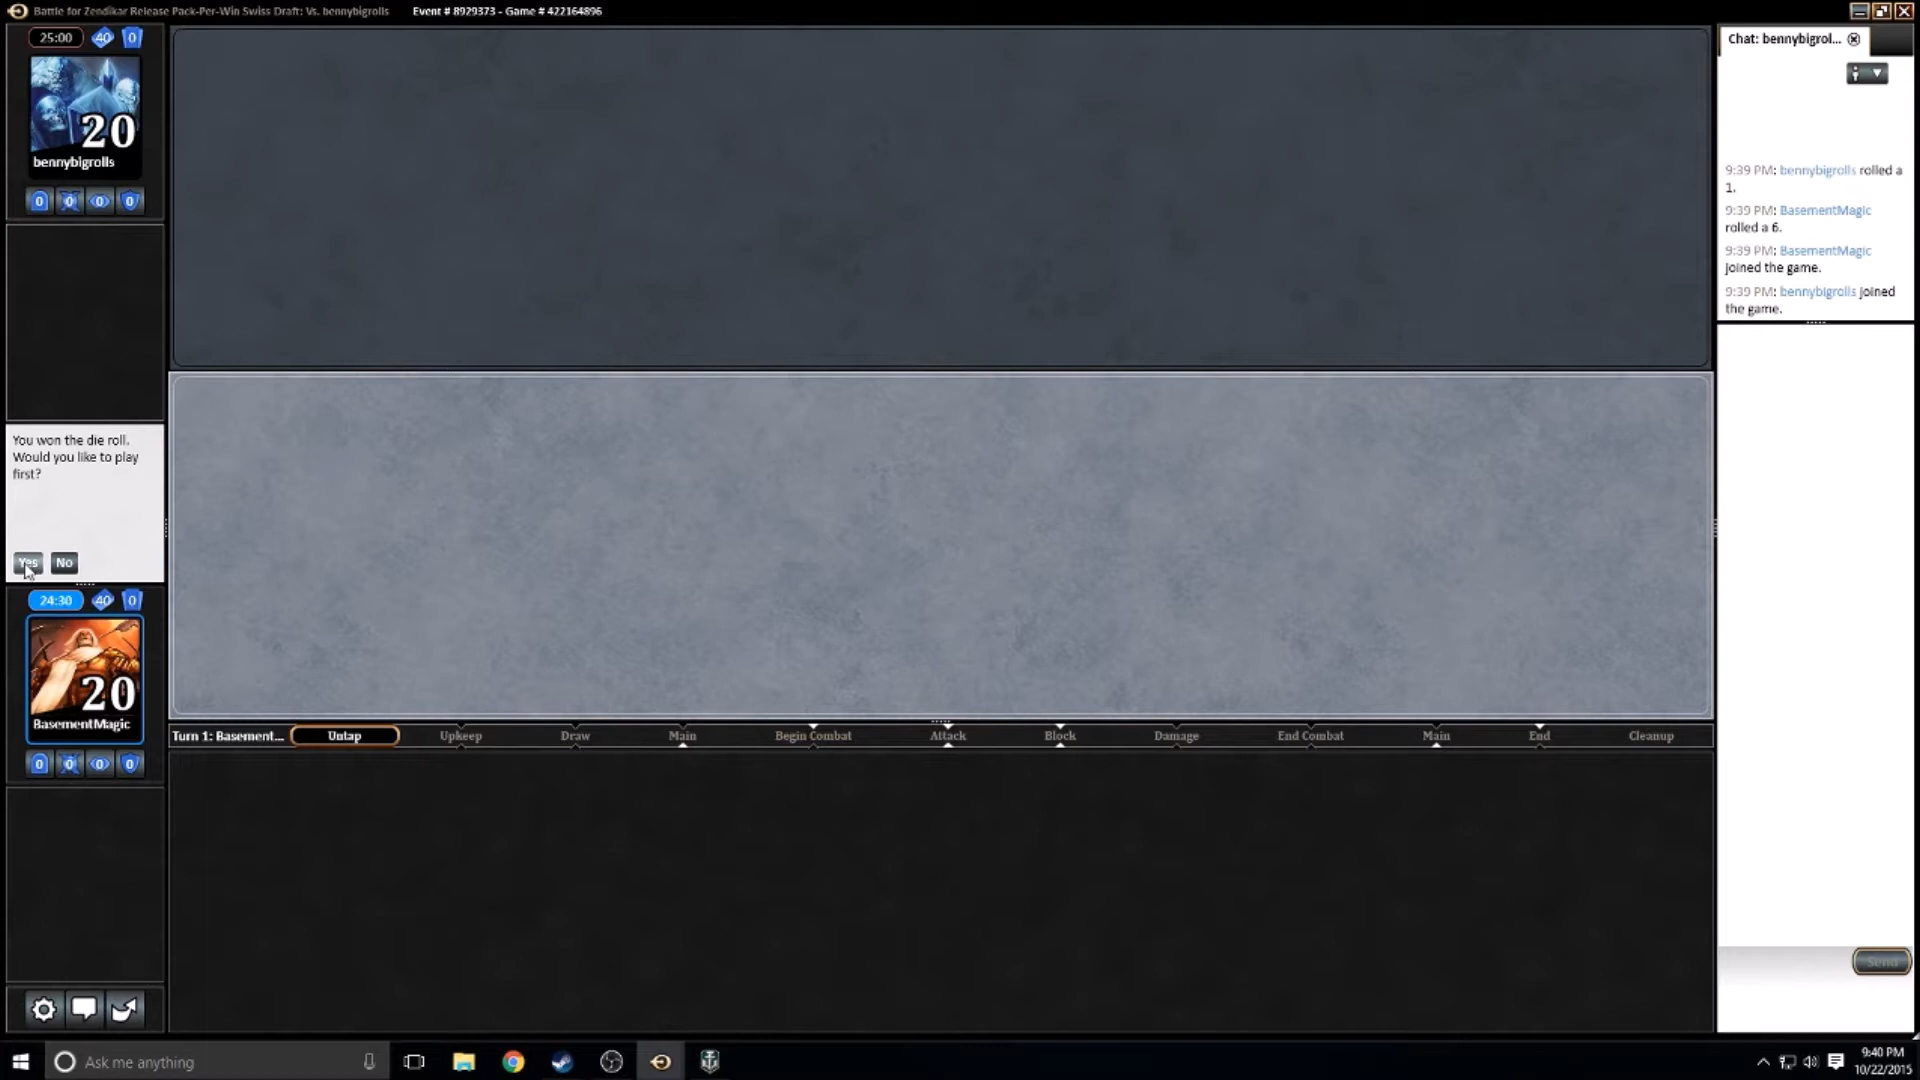 Battle for Zendikar Release Pack-Per-Win Swiss Draft: Vs. bennybigrolls Event # 8929373 - Game # 422164896
25:00 40 0
20
bennybigrolls
0 0 0 0
Chat: bennybigrol...
9:39 PM: bennybigrolls rolled a
1.
9:39 PM: BasementMagic
rolled a 6.
9:39 PM: BasementMagic
joined the game.
9:39 PM: bennybigrolls joined
the game.
You won the die roll.
Would you like to play
first?
Yes No
24:30 40 0
20
BasementMagic
0 0 0 0
Turn 1: Basement... Untap Upkeep Draw Main Begin Combat Attack Block Damage End Combat Main End Cleanup
Send
Ask me anything
9:40 PM
10/22/2015